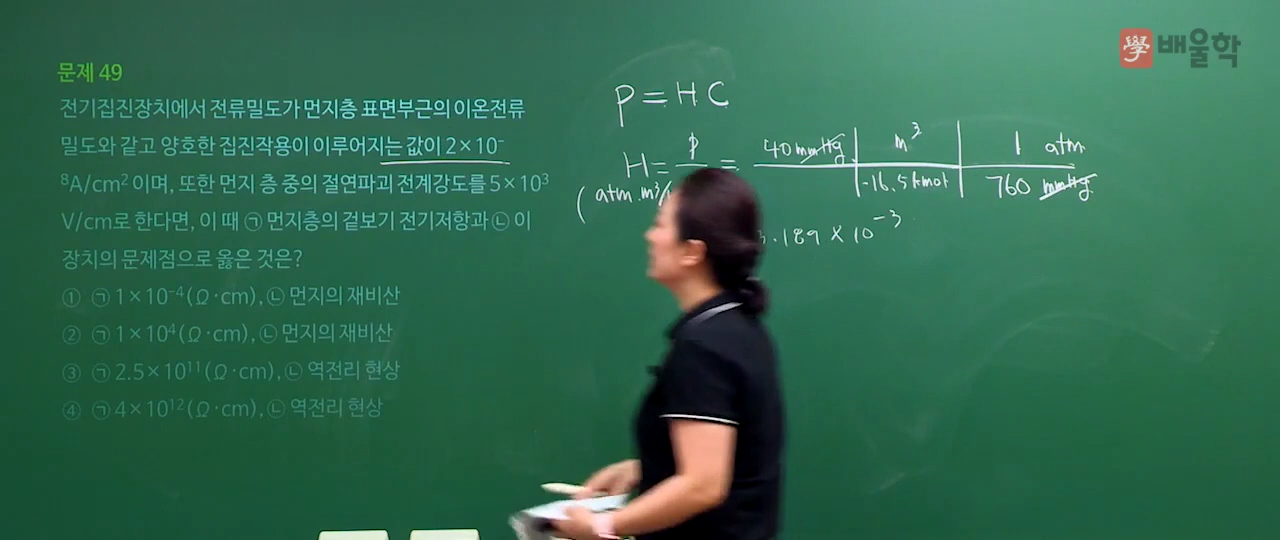 學 배울학
문제 49
전기집진장치에서 전류밀도가 먼지층 표면부근의 이온전류
밀도와 같고 양호한 집진작용이 이루어지는 값이 2×10⁻
⁸A/cm² 이며, 또한 먼지 층 중의 절연파괴 전계강도를 5×10³
V/cm로 한다면, 이 때 ㉠ 먼지층의 겉보기 전기저항과 ㉡ 이
장치의 문제점으로 옳은 것은?
① ㉠ 1×10⁻⁴(Ω·cm), ㉡ 먼지의 재비산
② ㉠ 1×10⁴(Ω·cm), ㉡ 먼지의 재비산
③ ㉠ 2.5×10¹¹(Ω·cm), ㉡ 역전리 현상
④ ㉠ 4×10¹²(Ω·cm), ㉡ 역전리 현상
P = H C
H = P = 40 mmHg m³ 1 atm
16.5 kmol 760 mmHg
(atm·m³/
.189 × 10⁻³